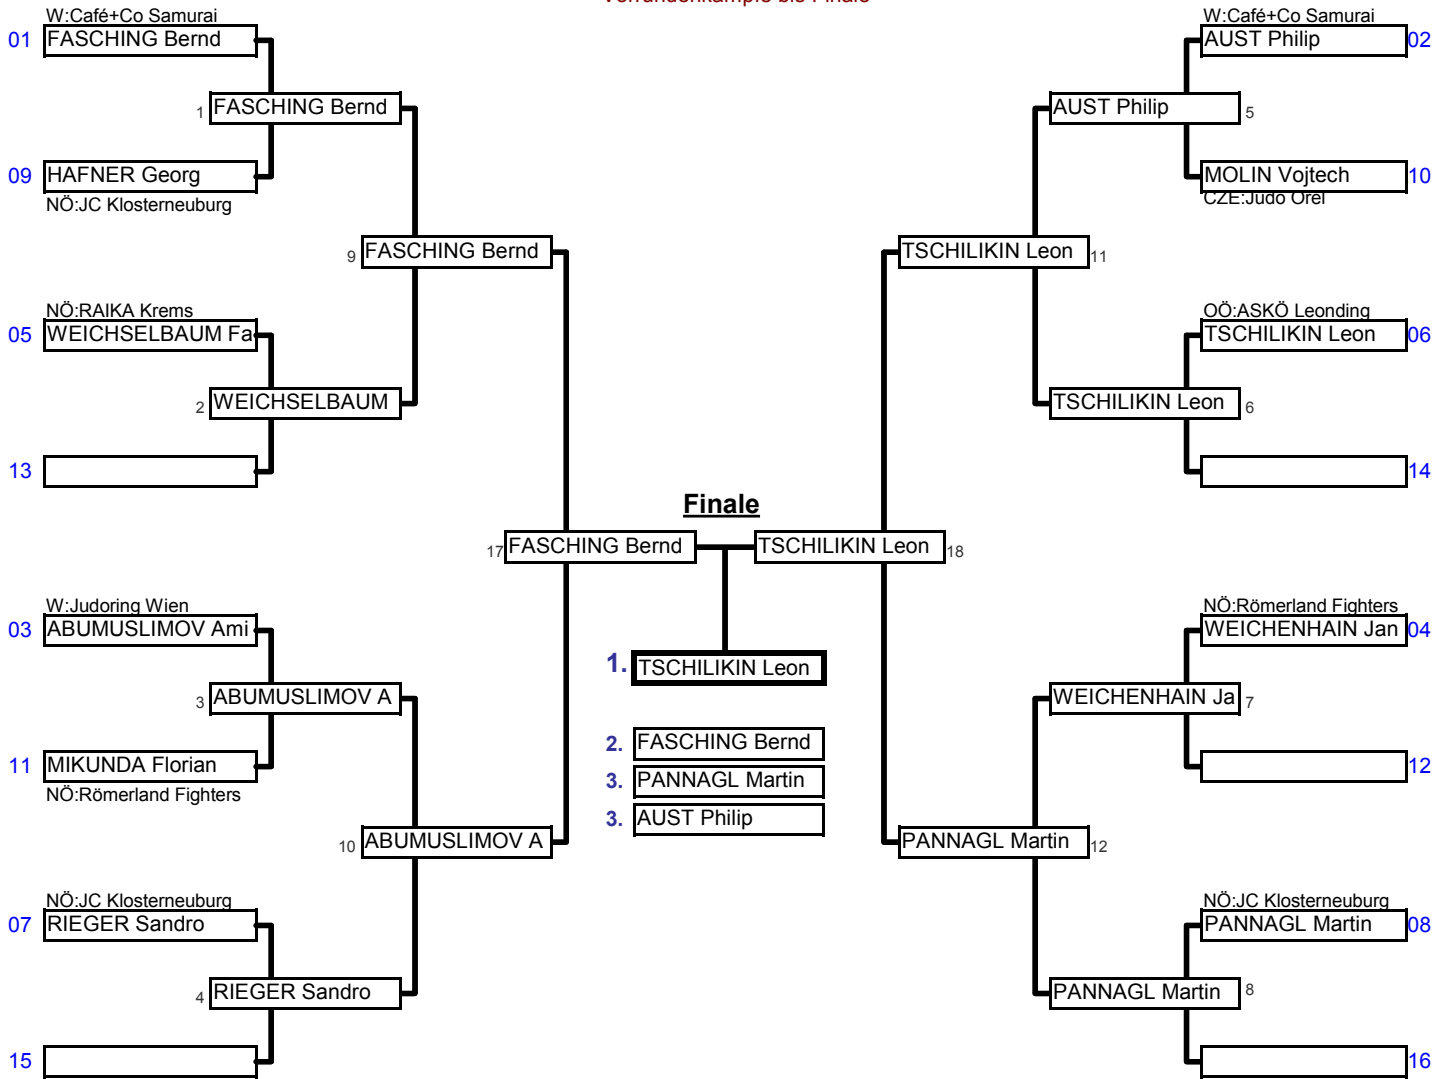 Vorrundenkämpfe bis Finale
W:Café+Co Samurai
01 FASCHING Bernd
1 FASCHING Bernd
09 HAFNER Georg
NÖ:JC Klosterneuburg
9 FASCHING Bernd
NÖ:RAIKA Krems
05 WEICHSELBAUM Fa
2 WEICHSELBAUM
13
17 FASCHING Bernd
W:Judoring Wien
03 ABUMUSLIMOV Ami
3 ABUMUSLIMOV A
11 MIKUNDA Florian
NÖ:Römerland Fighters
10 ABUMUSLIMOV A
NÖ:JC Klosterneuburg
07 RIEGER Sandro
4 RIEGER Sandro
15
Finale
1. TSCHILIKIN Leon
2. FASCHING Bernd
3. PANNAGL Martin
3. AUST Philip
W:Café+Co Samurai
AUST Philip 02
AUST Philip 5
MOLIN Vojtech 10
CZE:Judo Orel
TSCHILIKIN Leon 11
OÖ:ASKÖ Leonding
TSCHILIKIN Leon 06
TSCHILIKIN Leon 6
14
TSCHILIKIN Leon 18
NÖ:Römerland Fighters
WEICHENHAIN Jan 04
WEICHENHAIN Ja 7
12
PANNAGL Martin 12
NÖ:JC Klosterneuburg
PANNAGL Martin 08
PANNAGL Martin 8
16